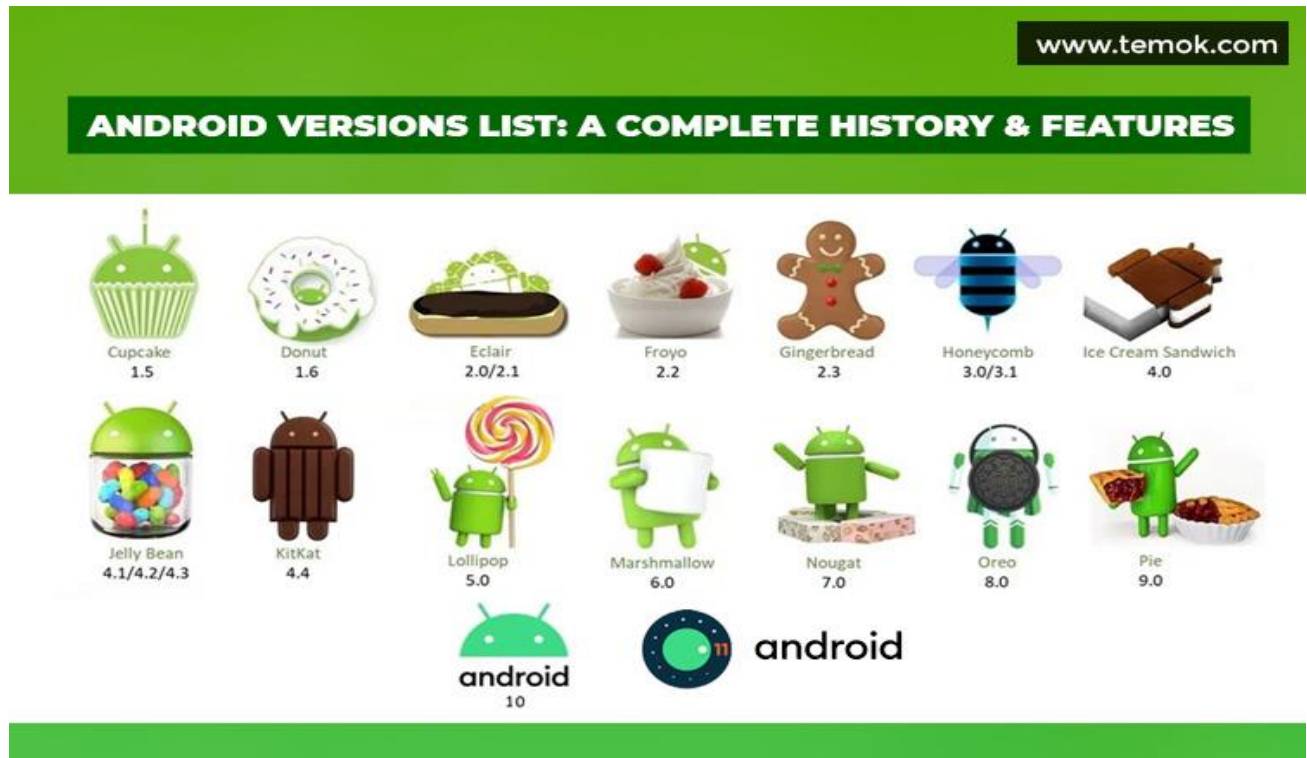 www.temok.com
ANDROID VERSIONS LIST: A COMPLETE HISTORY & FEATURES
Cupcake
1.5
Donut
1.6
Eclair
2.0/2.1
Froyo
2.2
Gingerbread
2.3
Honeycomb
3.0/3.1
Ice Cream Sandwich
4.0
Jelly Bean
4.1/4.2/4.3
KitKat
4.4
Lollipop
5.0
Marshmallow
6.0
Nougat
7.0
Oreo
8.0
Pie
9.0
android
10
11
android